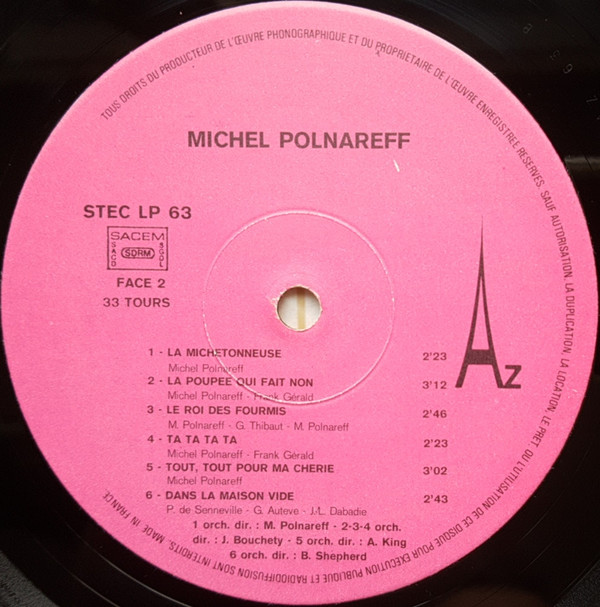 TOUS DROITS DU PRODUCTEUR DE L'ŒUVRE PHONOGRAPHIQUE ET DU PROPRIETAIRE DE L'ŒUVRE ENREGISTREE RESERVES. SAUF AUTORISATION, LA DUPLICATION, LA LOCATION, LE PRET, OU L'UTILISATION DE CE DISQUE POUR EXECUTION PUBLIQUE ET RADIODIFFUSION SONT INTERDITS. MADE IN FRANCE
MICHEL POLNAREFF
STEC LP 63
SACEM
SACD SDRM SGDL
FACE 2
33 TOURS
AZ
1 - LA MICHETONNEUSE 2'23
Michel Polnareff
2 - LA POUPEE QUI FAIT NON 3'12
Michel Polnareff - Frank Gérald
3 - LE ROI DES FOURMIS 2'46
M. Polnareff - G. Thibaut - M. Polnareff
4 - TA TA TA TA 2'23
Michel Polnareff - Frank Gérald
5 - TOUT, TOUT POUR MA CHERIE 3'02
Michel Polnareff
6 - DANS LA MAISON VIDE 2'43
P. de Senneville - G. Auteve - J./L. Dabadie
1 orch. dir. : M. Polnareff - 2-3-4 orch.
dir. : J. Bouchety - 5 orch. dir. : A. King
6 orch. dir. : B. Shepherd